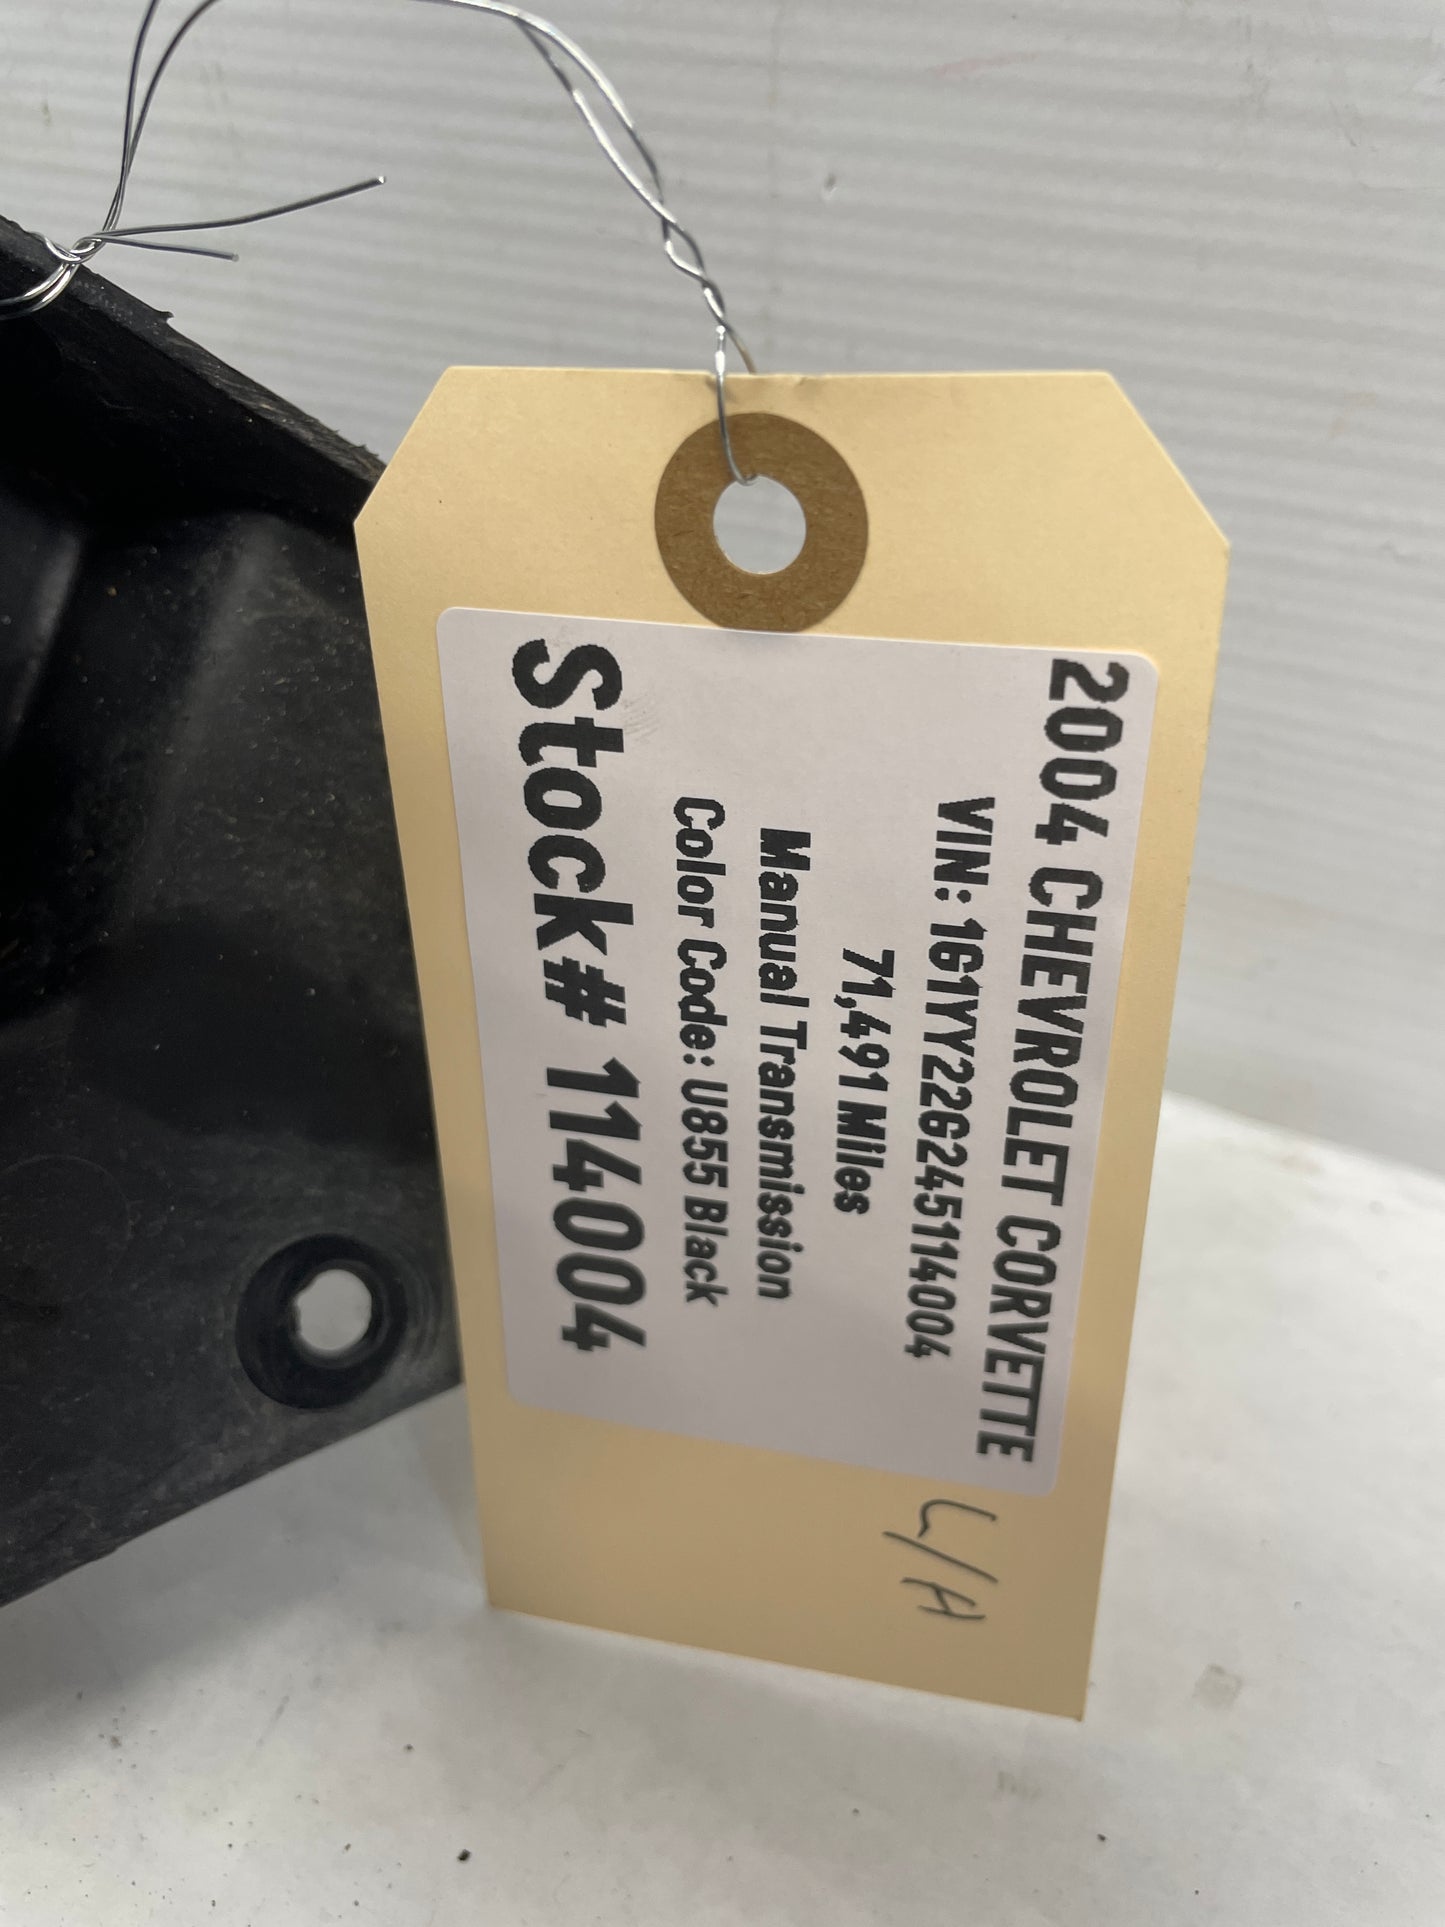 2004 CHEVROLET CORVETTE
VIN: 1G1YY22G245114004
71,491 Miles
Manual Transmission
Color Code: U855 Black
Stock# 114004
L/H